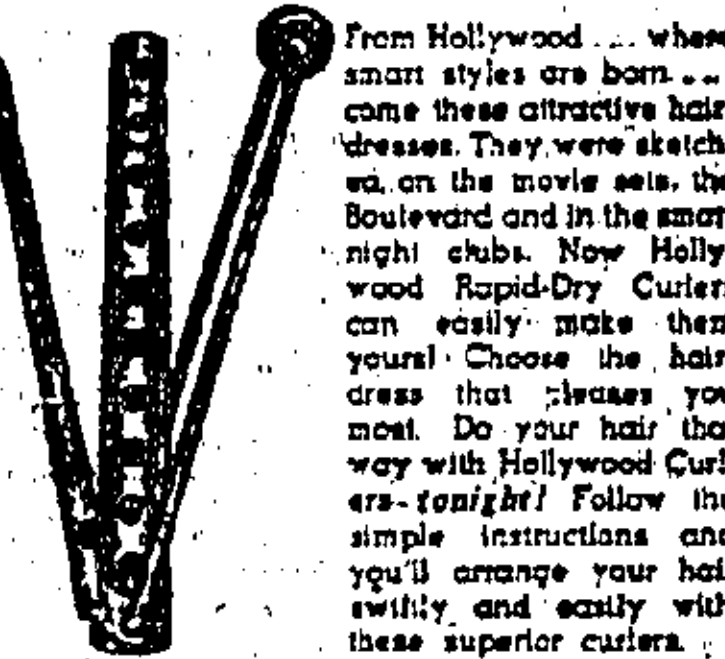 From Hollywood ... where
smart styles are born ...
come these attractive hair
dresses. They were sketch-
ed on the movie sets, the
Boulevard and in the smart
night clubs. Now Holly-
wood Rapid-Dry Curlers
can easily make them
yours! Choose the hair
dress that pleases you
most. Do your hair that
way with Hollywood Curl-
ers-tonight! Follow the
simple instructions and
you'll arrange your hair
swiftly and easily with
these superior curlers.